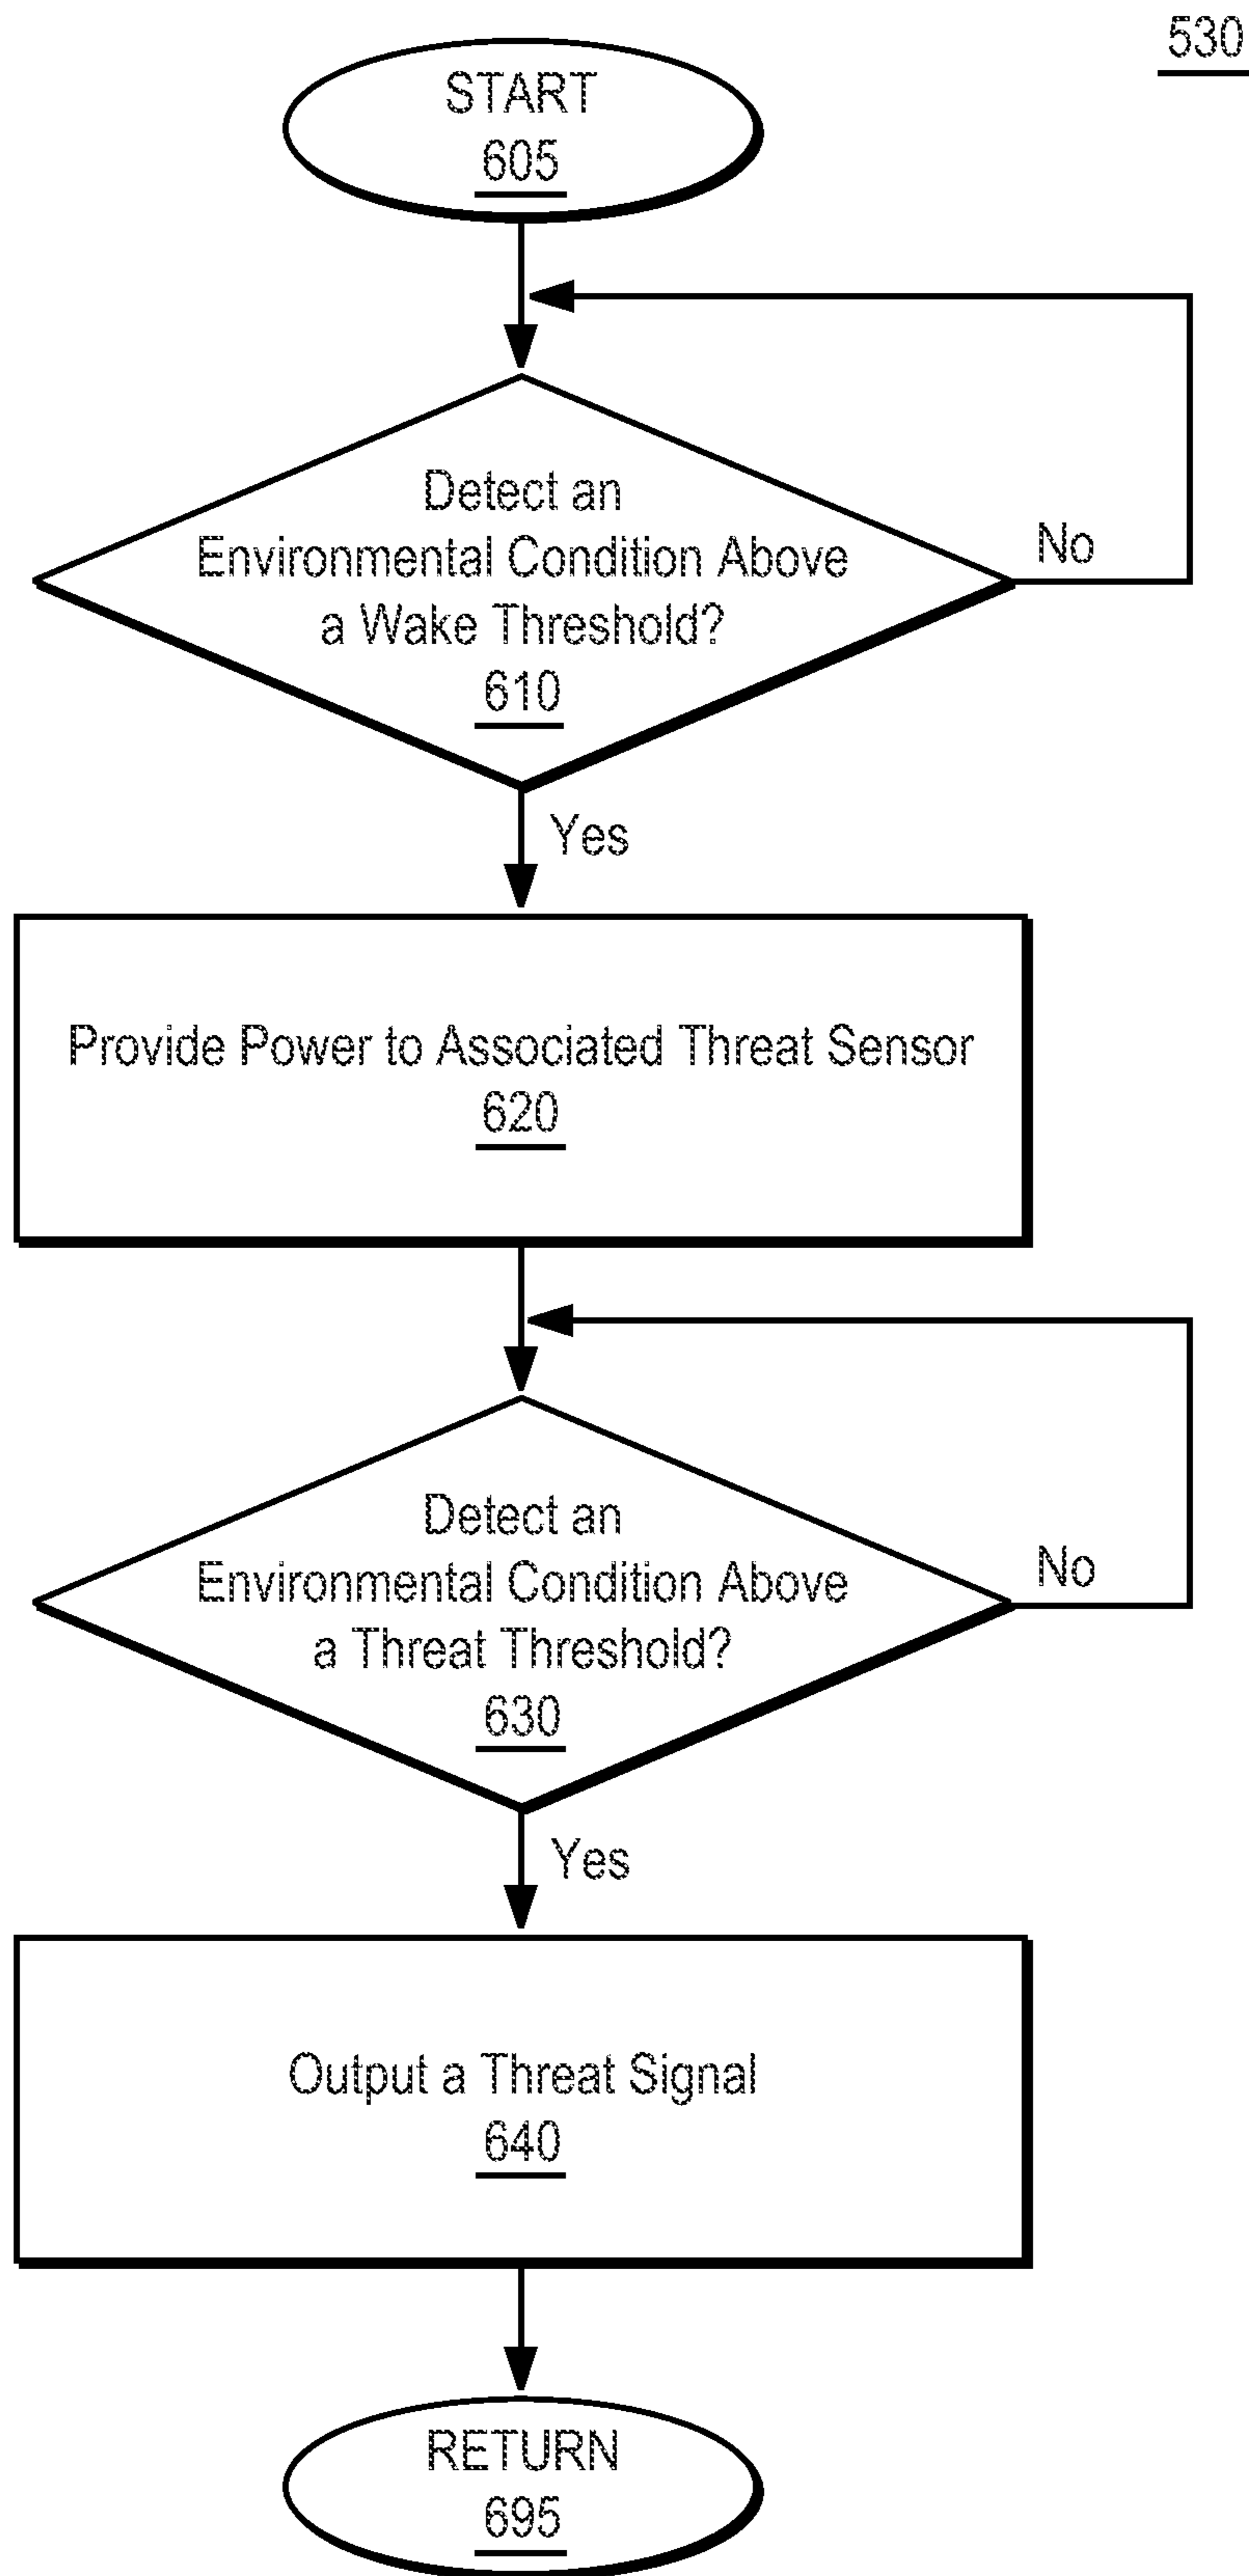 530
START
605
Detect an
Environmental Condition Above
a Wake Threshold?
610
No
Yes
Provide Power to Associated Threat Sensor
620
Detect an
Environmental Condition Above
a Threat Threshold?
630
No
Yes
Output a Threat Signal
640
RETURN
695